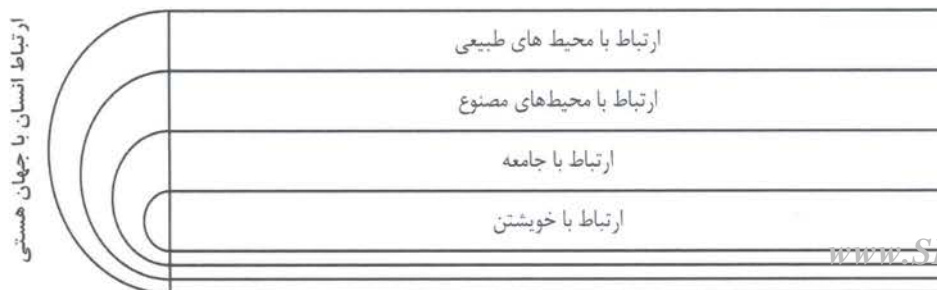 ارتباط انسان با جهان هستی
ارتباط با محیط های طبیعی
ارتباط با محیط‌های مصنوع
ارتباط با جامعه
ارتباط با خویشتن